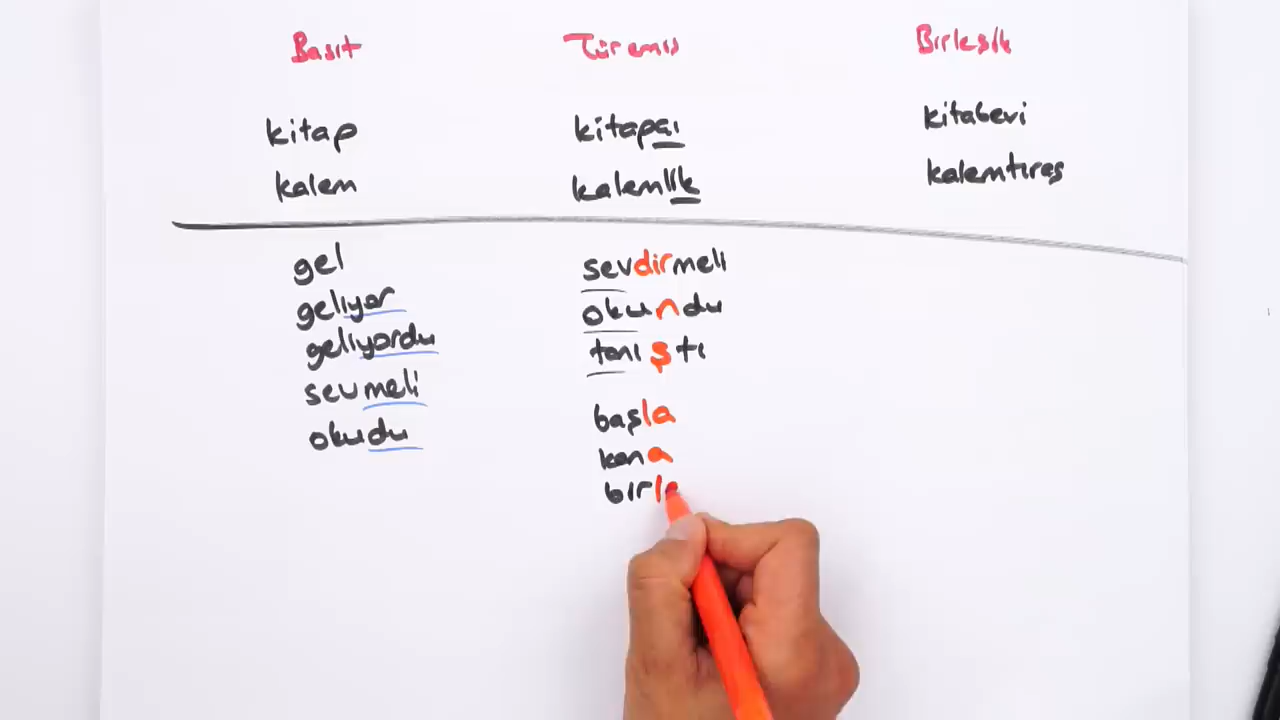 Basit Türemiş Birleşik
kitap kitapçı kitabevi
kalem kalemlik kalemtıraş
gel sevdirmeli
geliyor okundu
geliyordu tanıştı
sevmeli başla
okudu kana
birle